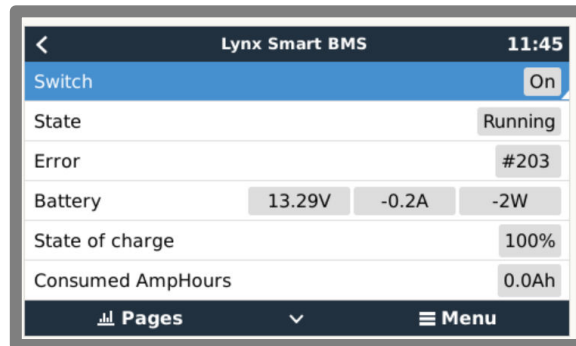 Lynx Smart BMS 11:45
Switch On
State Running
Error #203
Battery 13.29V -0.2A -2W
State of charge 100%
Consumed AmpHours 0.0Ah
Pages Menu